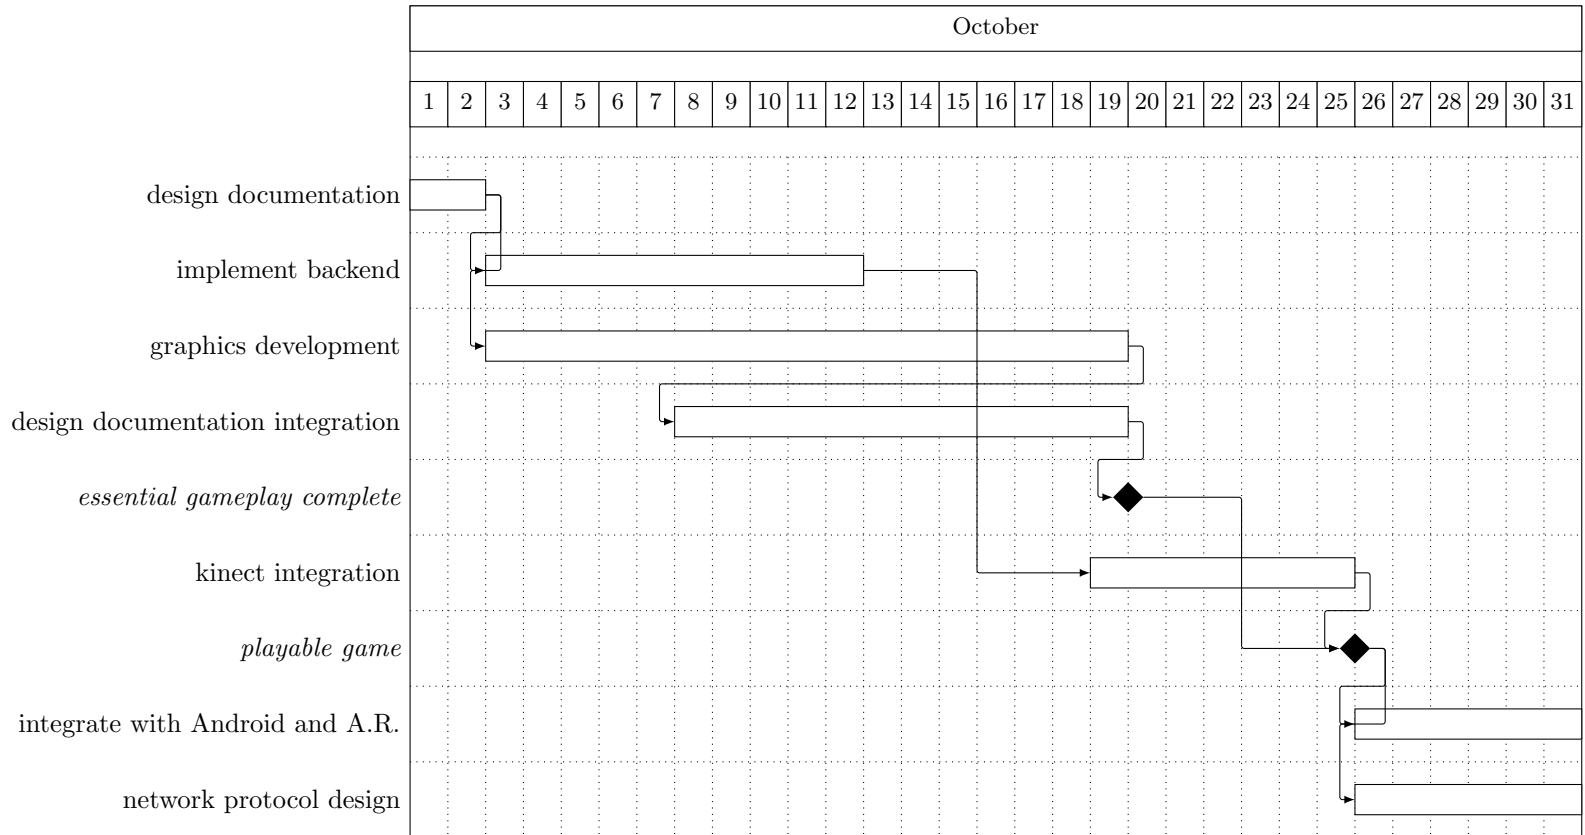 October
1 2 3 4 5 6 7 8 9 10 11 12 13 14 15 16 17 18 19 20 21 22 23 24 25 26 27 28 29 30 31
design documentation
implement backend
graphics development
design documentation integration
essential gameplay complete
kinect integration
playable game
integrate with Android and A.R.
network protocol design